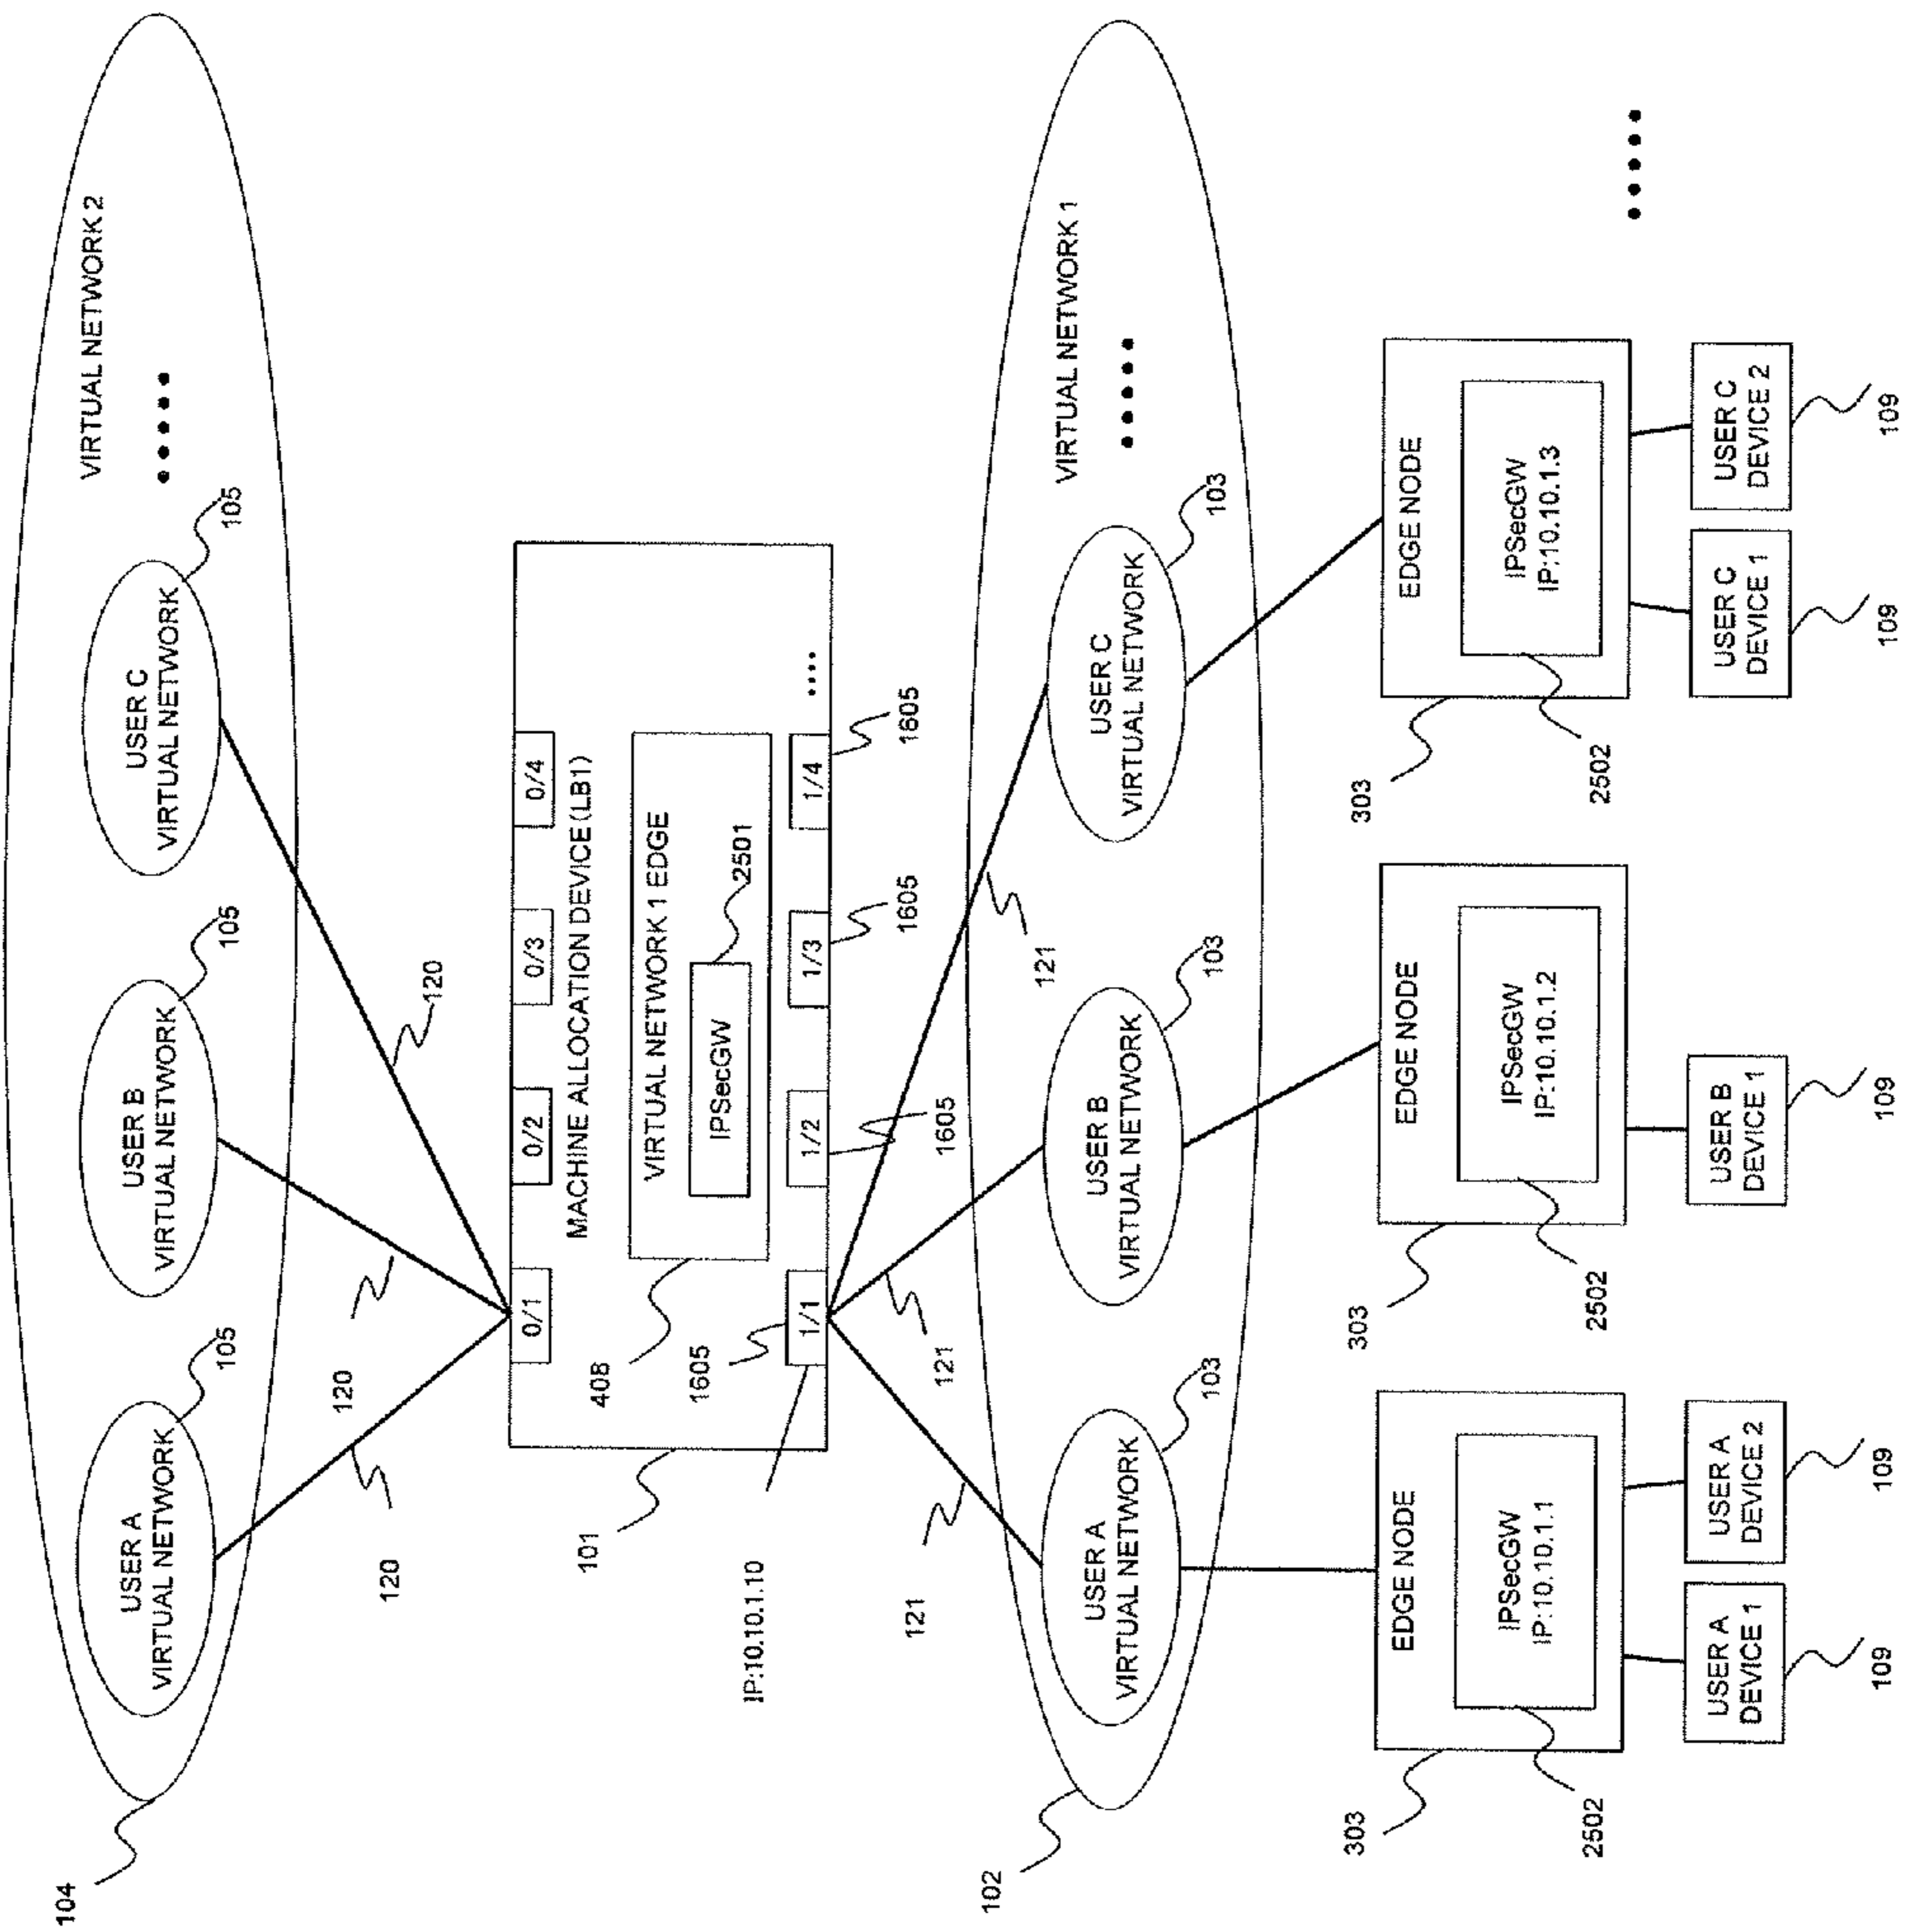 104
VIRTUAL NETWORK 2
USER A
VIRTUAL NETWORK
105
USER B
VIRTUAL NETWORK
105
USER C
VIRTUAL NETWORK
105
120
120
120
101
0/1
0/2
0/3
0/4
MACHINE ALLOCATION DEVICE(LB1)
408
VIRTUAL NETWORK 1 EDGE
IPSecGW
2501
1605
1/1
1/2
1/3
1/4
1605
1605
1605
IP:10.10.1.10
121
121
121
102
VIRTUAL NETWORK 1
USER A
VIRTUAL NETWORK
103
USER B
VIRTUAL NETWORK
103
USER C
VIRTUAL NETWORK
103
303
EDGE NODE
IPSecGW
IP:10.10.1.1
2502
USER A
DEVICE 1
109
USER A
DEVICE 2
109
303
EDGE NODE
IPSecGW
IP:10.10.1.2
2502
USER B
DEVICE 1
109
303
EDGE NODE
IPSecGW
IP:10.10.1.3
2502
USER C
DEVICE 1
109
USER C
DEVICE 2
109